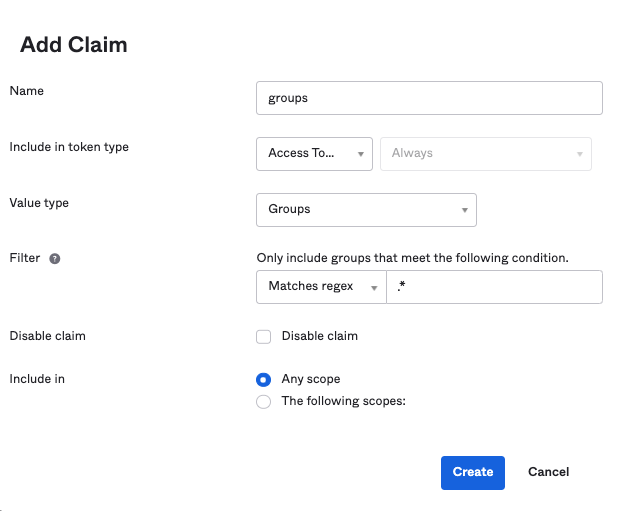 Add Claim
Name
groups
Include in token type
Access To...
Always
Value type
Groups
Filter ?
Only include groups that meet the following condition.
Matches regex
.*
Disable claim
Disable claim
Include in
Any scope
The following scopes:
Create
Cancel